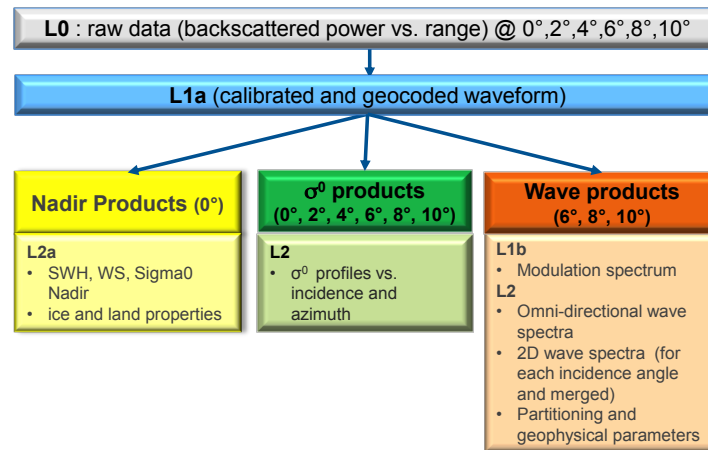 L0 : raw data (backscattered power vs. range) @ 0°,2°,4°,6°,8°,10°
L1a (calibrated and geocoded waveform)
Nadir Products (0°)
L2a
• SWH, WS, Sigma0
Nadir
• ice and land properties
σ⁰ products
(0°, 2°, 4°, 6°, 8°, 10°)
L2
• σ⁰ profiles vs.
incidence and
azimuth
Wave products
(6°, 8°, 10°)
L1b
• Modulation spectrum
L2
• Omni-directional wave
spectra
• 2D wave spectra (for
each incidence angle
and merged)
• Partitioning and
geophysical parameters